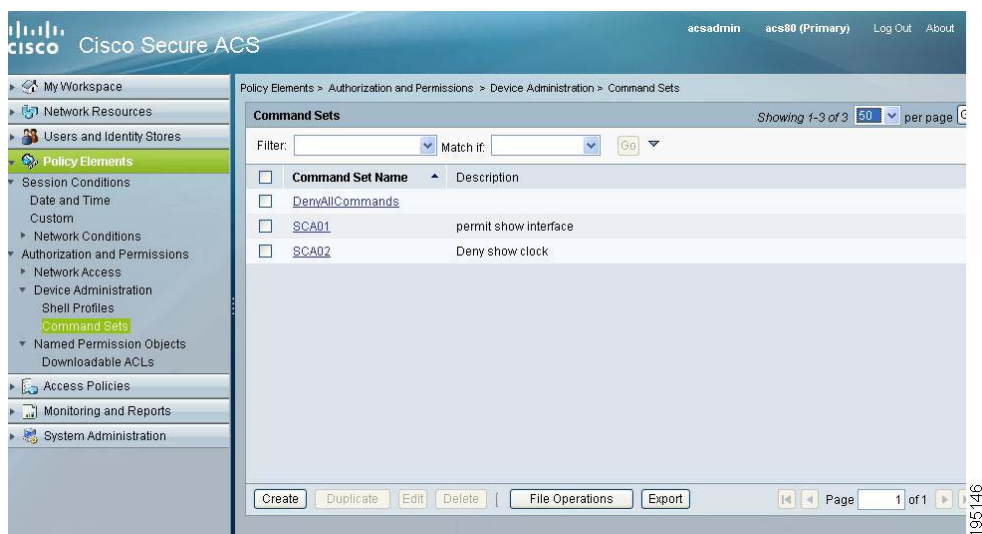 acsadmin acs80 (Primary) Log Out About
CISCO Cisco Secure ACS
My Workspace
Network Resources
Users and Identity Stores
Policy Elements
Session Conditions
Date and Time
Custom
Network Conditions
Authorization and Permissions
Network Access
Device Administration
Shell Profiles
Command Sets
Named Permission Objects
Downloadable ACLs
Access Policies
Monitoring and Reports
System Administration
Policy Elements > Authorization and Permissions > Device Administration > Command Sets
Command Sets Showing 1-3 of 3 50 per page G
Filter: Match if: Go
Command Set Name Description
DenyAllCommands
SCA01 permit show interface
SCA02 Deny show clock
Create Duplicate Edit Delete | File Operations Export Page 1 of 1
195146